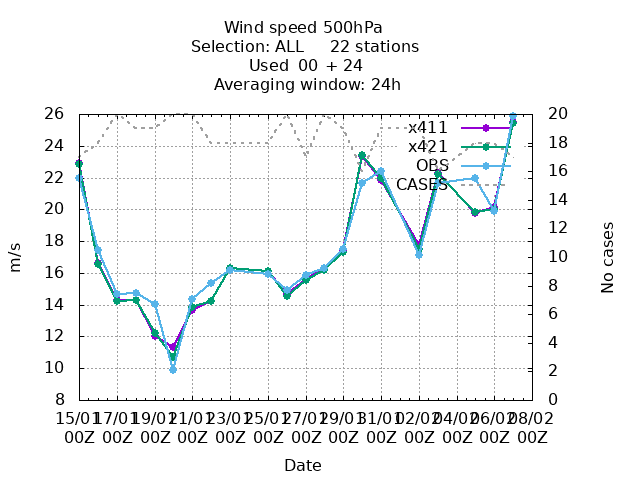 Wind speed 500hPa
Selection: ALL 22 stations
Used 00 + 24
Averaging window: 24h
26 20
24 18
22 16
20 14
18 12
16 10
14 8
12 6
10 4
8 2
0
x411
x421
OBS
CASES
m/s
No cases
15/01 17/01 19/01 21/01 23/01 25/01 27/01 29/01 31/01 02/02 04/02 06/02 08/02
00Z 00Z 00Z 00Z 00Z 00Z 00Z 00Z 00Z 00Z 00Z 00Z 00Z
Date